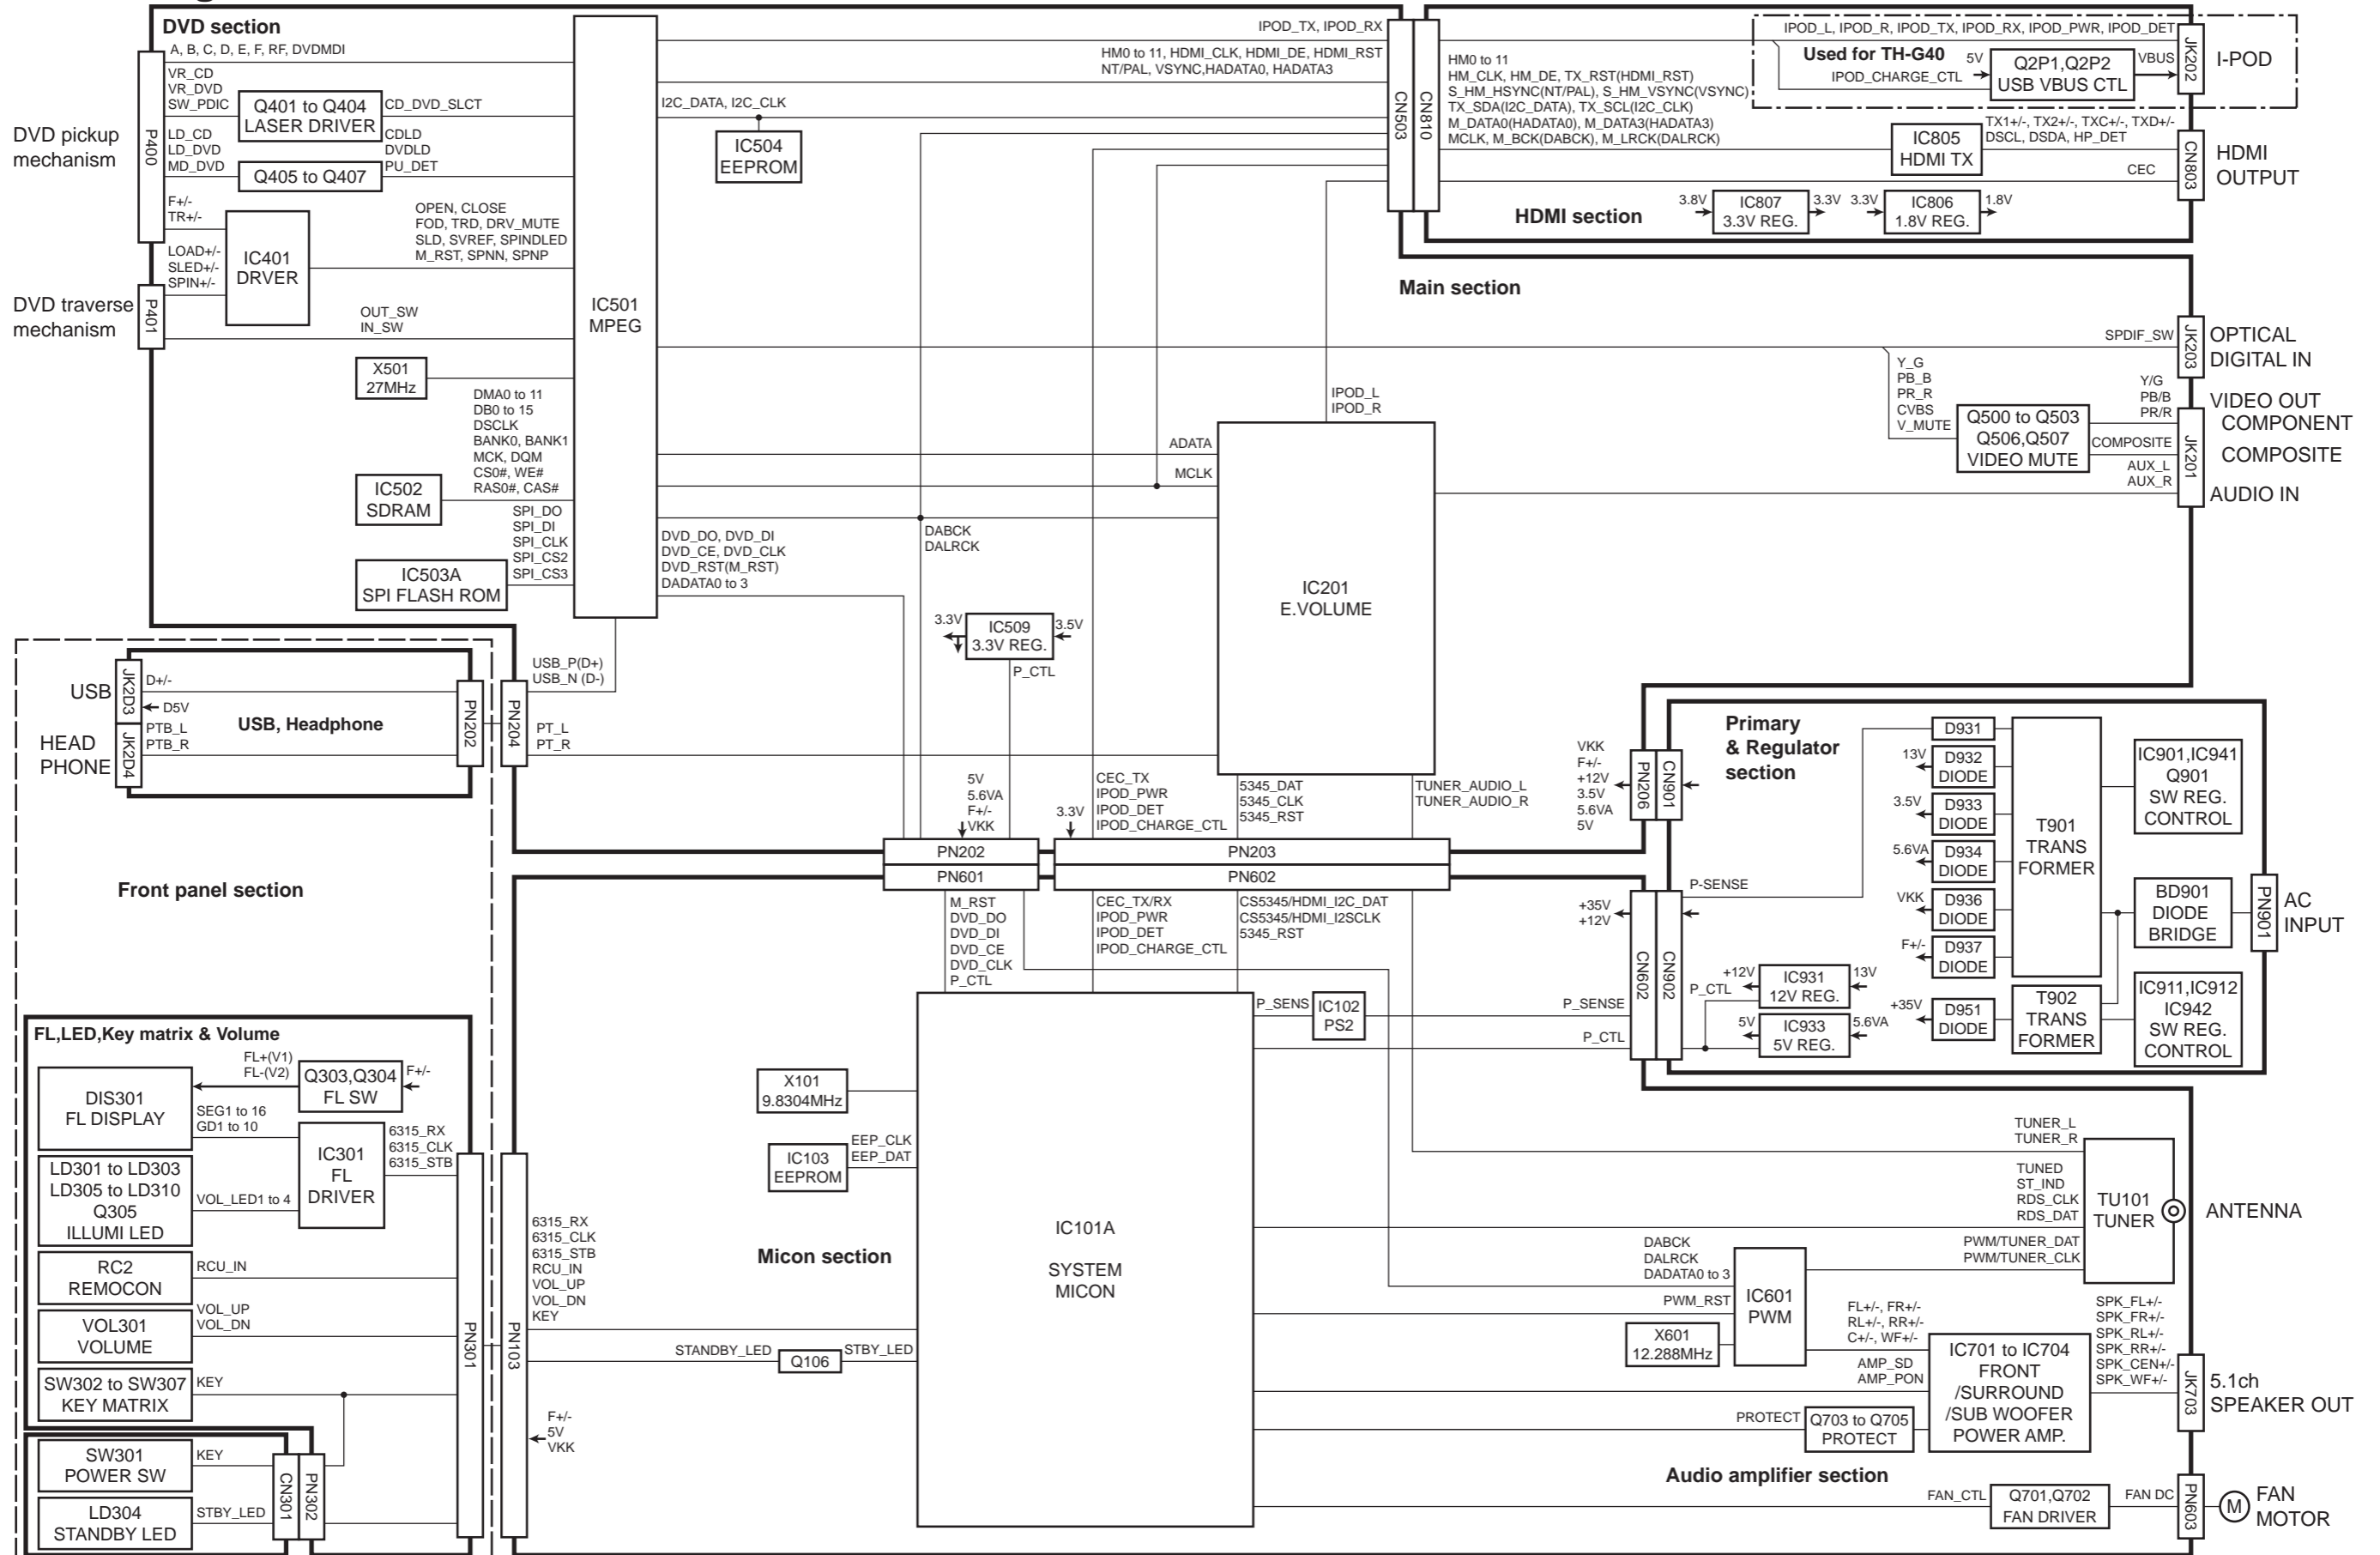 DVD section
A, B, C, D, E, F, RF, DVDMDI
VR_CD
VR_DVD
SW_PDIC
Q401 to Q404
LASER DRIVER
CD_DVD_SLCT
DVD pickup
mechanism
P400
LD_CD
LD_DVD
MD_DVD
CDLD
DVDLD
PU_DET
Q405 to Q407
F+/-
TR+/-
LOAD+/-
SLED+/-
SPIN+/-
IC401
DRVER
OPEN, CLOSE
FOD, TRD, DRV_MUTE
SLD, SVREF, SPINDLED
M_RST, SPNN, SPNP
DVD traverse
mechanism
P401
OUT_SW
IN_SW
X501
27MHz
DMA0 to 11
DB0 to 15
DSCLK
BANK0, BANK1
MCK, DQM
CS0#, WE#
RAS0#, CAS#
IC502
SDRAM
SPI_DO
SPI_DI
SPI_CLK
SPI_CS2
SPI_CS3
IC503A
SPI FLASH ROM
IC501
MPEG
IPOD_TX, IPOD_RX
HM0 to 11, HDMI_CLK, HDMI_DE, HDMI_RST
NT/PAL, VSYNC,HADATA0, HADATA3
I2C_DATA, I2C_CLK
IC504
EEPROM
CN503
CN810
IPOD_L, IPOD_R, IPOD_TX, IPOD_RX, IPOD_PWR, IPOD_DET
Used for TH-G40
IPOD_CHARGE_CTL
5V
Q2P1,Q2P2
USB VBUS CTL
VBUS
JK202
I-POD
HM0 to 11
HM_CLK, HM_DE, TX_RST(HDMI_RST)
S_HM_HSYNC(NT/PAL), S_HM_VSYNC(VSYNC)
TX_SDA(I2C_DATA), TX_SCL(I2C_CLK)
M_DATA0(HADATA0), M_DATA3(HADATA3)
MCLK, M_BCK(DABCK), M_LRCK(DALRCK)
IC805
HDMI TX
TX1+/-, TX2+/-, TXC+/-, TXD+/-
DSCL, DSDA, HP_DET
CEC
CN803
HDMI
OUTPUT
HDMI section
3.8V
IC807
3.3V REG.
3.3V
3.3V
IC806
1.8V REG.
1.8V
Main section
SPDIF_SW
JK203
OPTICAL
DIGITAL IN
Y_G
PB_B
PR_R
CVBS
V_MUTE
Q500 to Q503
Q506,Q507
VIDEO MUTE
Y/G
PB/B
PR/R
COMPOSITE
AUX_L
AUX_R
JK201
VIDEO OUT
COMPONENT
COMPOSITE
AUDIO IN
IPOD_L
IPOD_R
ADATA
MCLK
DABCK
DALRCK
IC201
E.VOLUME
DVD_DO, DVD_DI
DVD_CE, DVD_CLK
DVD_RST(M_RST)
DADATA0 to 3
3.3V
IC509
3.3V REG.
3.5V
P_CTL
USB_P(D+)
USB_N (D-)
USB
JK2D3
D+/-
D5V
USB, Headphone
HEAD
PHONE
JK2D4
PTB_L
PTB_R
PN202
PN204
PT_L
PT_R
5V
5.6VA
F+/-
VKK
3.3V
CEC_TX
IPOD_PWR
IPOD_DET
IPOD_CHARGE_CTL
5345_DAT
5345_CLK
5345_RST
TUNER_AUDIO_L
TUNER_AUDIO_R
VKK
F+/-
+12V
3.5V
5.6VA
5V
PN206
CN901
Primary
& Regulator
section
D931
13V
D932
DIODE
3.5V
D933
DIODE
5.6VA
D934
DIODE
VKK
D936
DIODE
F+/-
D937
DIODE
+35V
D951
DIODE
T901
TRANS
FORMER
T902
TRANS
FORMER
IC901,IC941
Q901
SW REG.
CONTROL
BD901
DIODE
BRIDGE
PN901
AC
INPUT
IC911,IC912
IC942
SW REG.
CONTROL
P-SENSE
+35V
+12V
CN602
CN902
P_CTL
+12V
IC931
12V REG.
13V
5V
IC933
5V REG.
5.6VA
PN202
PN203
PN601
PN602
Front panel section
M_RST
DVD_DO
DVD_DI
DVD_CE
DVD_CLK
P_CTL
CEC_TX/RX
IPOD_PWR
IPOD_DET
IPOD_CHARGE_CTL
CS5345/HDMI_I2C_DAT
CS5345/HDMI_I2SCLK
5345_RST
P_SENS
IC102
PS2
P_SENSE
P_CTL
FL,LED,Key matrix & Volume
FL+(V1)
FL-(V2)
Q303,Q304
FL SW
F+/-
DIS301
FL DISPLAY
SEG1 to 16
GD1 to 10
IC301
FL
DRIVER
6315_RX
6315_CLK
6315_STB
LD301 to LD303
LD305 to LD310
Q305
ILLUMI LED
VOL_LED1 to 4
RC2
REMOCON
RCU_IN
VOL301
VOLUME
VOL_UP
VOL_DN
SW302 to SW307
KEY MATRIX
KEY
SW301
POWER SW
KEY
LD304
STANDBY LED
STBY_LED
CN301
PN302
PN301
PN103
X101
9.8304MHz
IC103
EEPROM
EEP_CLK
EEP_DAT
6315_RX
6315_CLK
6315_STB
RCU_IN
VOL_UP
VOL_DN
KEY
Micon section
STANDBY_LED
Q106
STBY_LED
F+/-
5V
VKK
IC101A
SYSTEM
MICON
TUNER_L
TUNER_R
TUNED
ST_IND
RDS_CLK
RDS_DAT
PWM/TUNER_DAT
PWM/TUNER_CLK
TU101
TUNER
ANTENNA
DABCK
DALRCK
DADATA0 to 3
PWM_RST
IC601
PWM
X601
12.288MHz
FL+/-, FR+/-
RL+/-, RR+/-
C+/-, WF+/-
AMP_SD
AMP_PON
IC701 to IC704
FRONT
/SURROUND
/SUB WOOFER
POWER AMP.
SPK_FL+/-
SPK_FR+/-
SPK_RL+/-
SPK_RR+/-
SPK_CEN+/-
SPK_WF+/-
JK703
5.1ch
SPEAKER OUT
PROTECT
Q703 to Q705
PROTECT
Audio amplifier section
FAN_CTL
Q701,Q702
FAN DRIVER
FAN DC
PN603
M
FAN
MOTOR